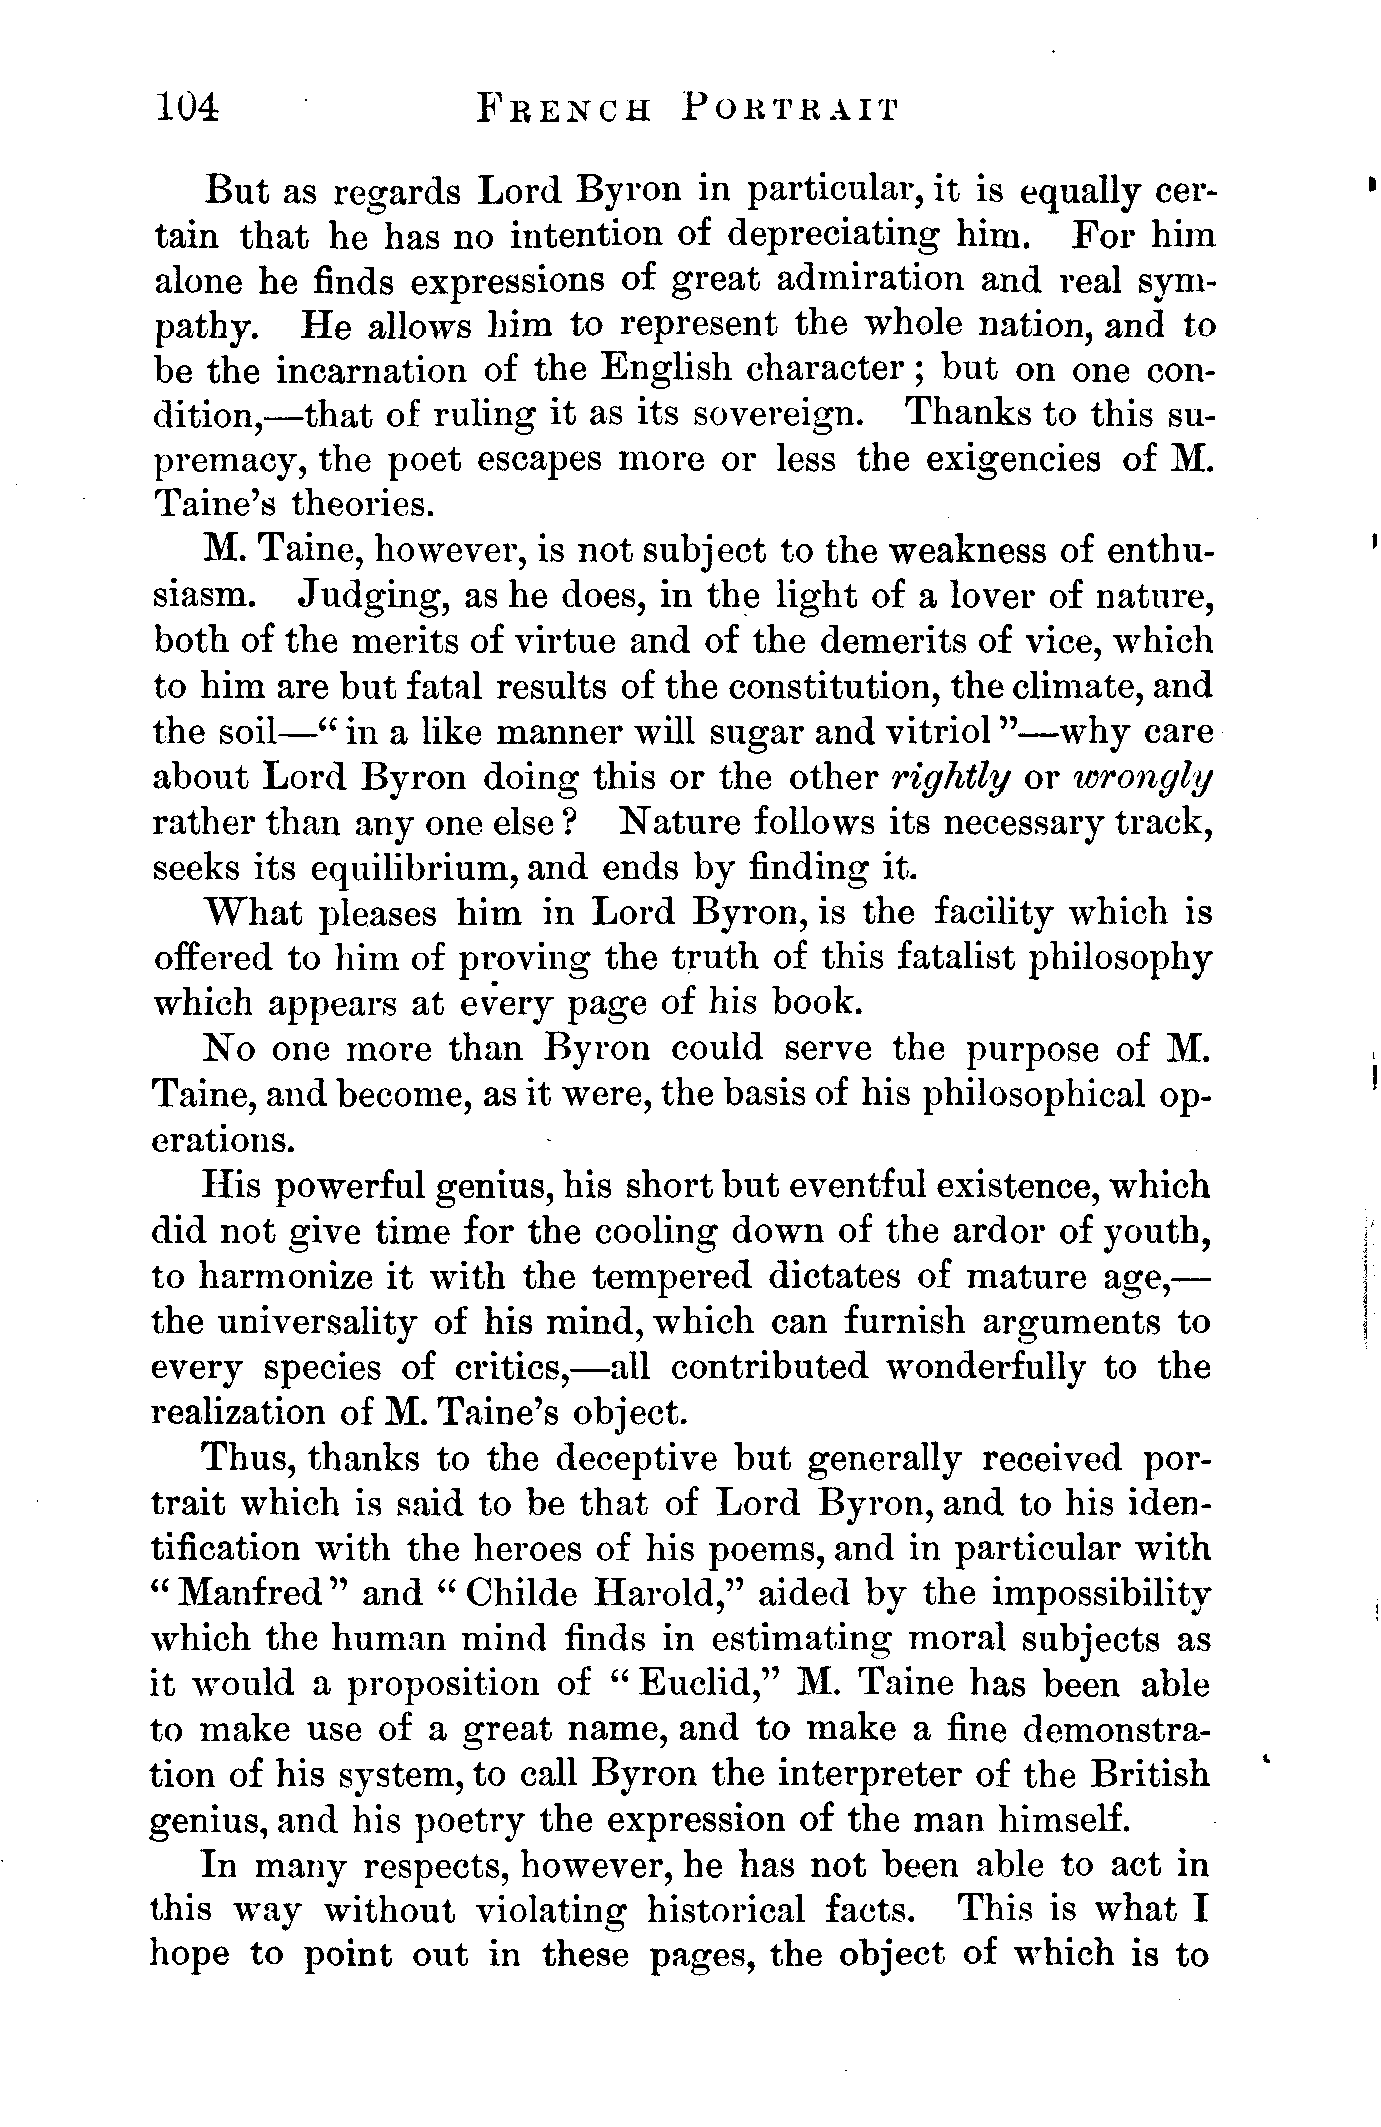 104 FRENCH PORTRAIT
But as regards Lord Byron in particular, it is equally cer-
tain that he has no intention of depreciating him. For him
alone he finds expressions of great admiration and real sym-
pathy. He allows him to represent the whole nation, and to
be the incarnation of the English character; but on one con-
dition,—that of ruling it as its sovereign. Thanks to this su-
premacy, the poet escapes more or less the exigencies of M.
Taine's theories.
M. Taine, however, is not subject to the weakness of enthu-
siasm. Judging, as he does, in the light of a lover of nature,
both of the merits of virtue and of the demerits of vice, which
to him are but fatal results of the constitution, the climate, and
the soil—"in a like manner will sugar and vitriol"—why care
about Lord Byron doing this or the other rightly or wrongly
rather than any one else? Nature follows its necessary track,
seeks its equilibrium, and ends by finding it.
What pleases him in Lord Byron, is the facility which is
offered to him of proving the truth of this fatalist philosophy
which appears at every page of his book.
No one more than Byron could serve the purpose of M.
Taine, and become, as it were, the basis of his philosophical op-
erations.
His powerful genius, his short but eventful existence, which
did not give time for the cooling down of the ardor of youth,
to harmonize it with the tempered dictates of mature age,—
the universality of his mind, which can furnish arguments to
every species of critics,—all contributed wonderfully to the
realization of M. Taine's object.
Thus, thanks to the deceptive but generally received por-
trait which is said to be that of Lord Byron, and to his iden-
tification with the heroes of his poems, and in particular with
"Manfred" and "Childe Harold," aided by the impossibility
which the human mind finds in estimating moral subjects as
it would a proposition of "Euclid," M. Taine has been able
to make use of a great name, and to make a fine demonstra-
tion of his system, to call Byron the interpreter of the British
genius, and his poetry the expression of the man himself.
In many respects, however, he has not been able to act in
this way without violating historical facts. This is what I
hope to point out in these pages, the object of which is to